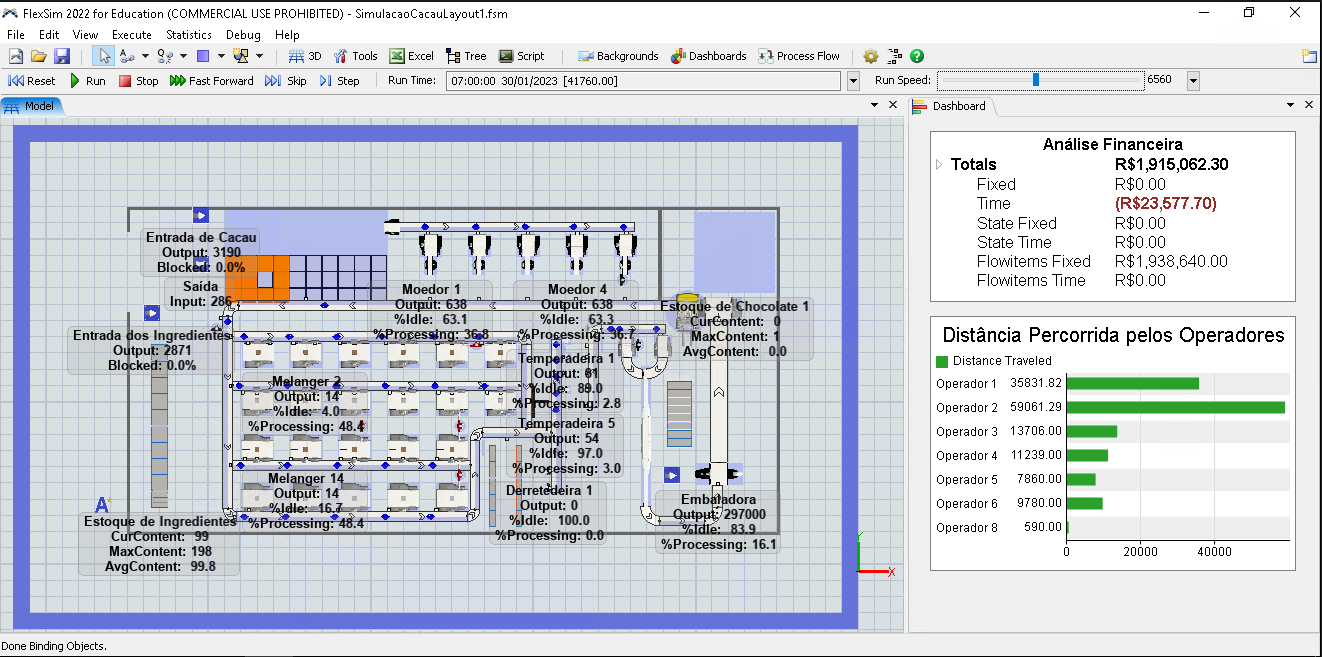 FlexSim 2022 for Education (COMMERCIAL USE PROHIBITED) - SimulacaoCacauLayout1.fsm
File Edit View Execute Statistics Debug Help
3D Tools Excel Tree Script Backgrounds Dashboards Process Flow
Reset Run Stop Fast Forward Skip Step Run Time: 07:00:00 30/01/2023 [41760.00] Run Speed: 6560
Model
Dashboard
Entrada de Cacau
Output: 3190
Blocked: 0.0%
Saída
Input: 286
Entrada dos Ingredientes
Output: 2871
Blocked: 0.0%
Moedor 1
Output: 638
%Idle: 63.1
%Processing: 36.8
Moedor 4
Output: 638
%Idle: 63.3
%Processing: 36.7
Estoque de Chocolate 1
CurContent: 0
MaxContent: 1
AvgContent: 0.0
Melanger 2
Output: 14
%Idle: 4.0
%Processing: 48.4
Temperadeira 1
Output: 81
%Idle: 89.0
%Processing: 2.8
Temperadeira 5
Output: 54
%Idle: 97.0
%Processing: 3.0
Melanger 14
Output: 14
%Idle: 16.7
%Processing: 48.4
Derretedeira 1
Output: 0
%Idle: 100.0
%Processing: 0.0
Embaladora
Output: 297000
%Idle: 83.9
%Processing: 16.1
A
Estoque de Ingredientes
CurContent: 99
MaxContent: 198
AvgContent: 99.8
Y
X
Análise Financeira
Totals R$1,915,062.30
Fixed R$0.00
Time (R$23,577.70)
State Fixed R$0.00
State Time R$0.00
Flowitems Fixed R$1,938,640.00
Flowitems Time R$0.00
Distância Percorrida pelos Operadores
Distance Traveled
Operador 1 35831.82
Operador 2 59061.29
Operador 3 13706.00
Operador 4 11239.00
Operador 5 7860.00
Operador 6 9780.00
Operador 8 590.00
0 20000 40000
Done Binding Objects.